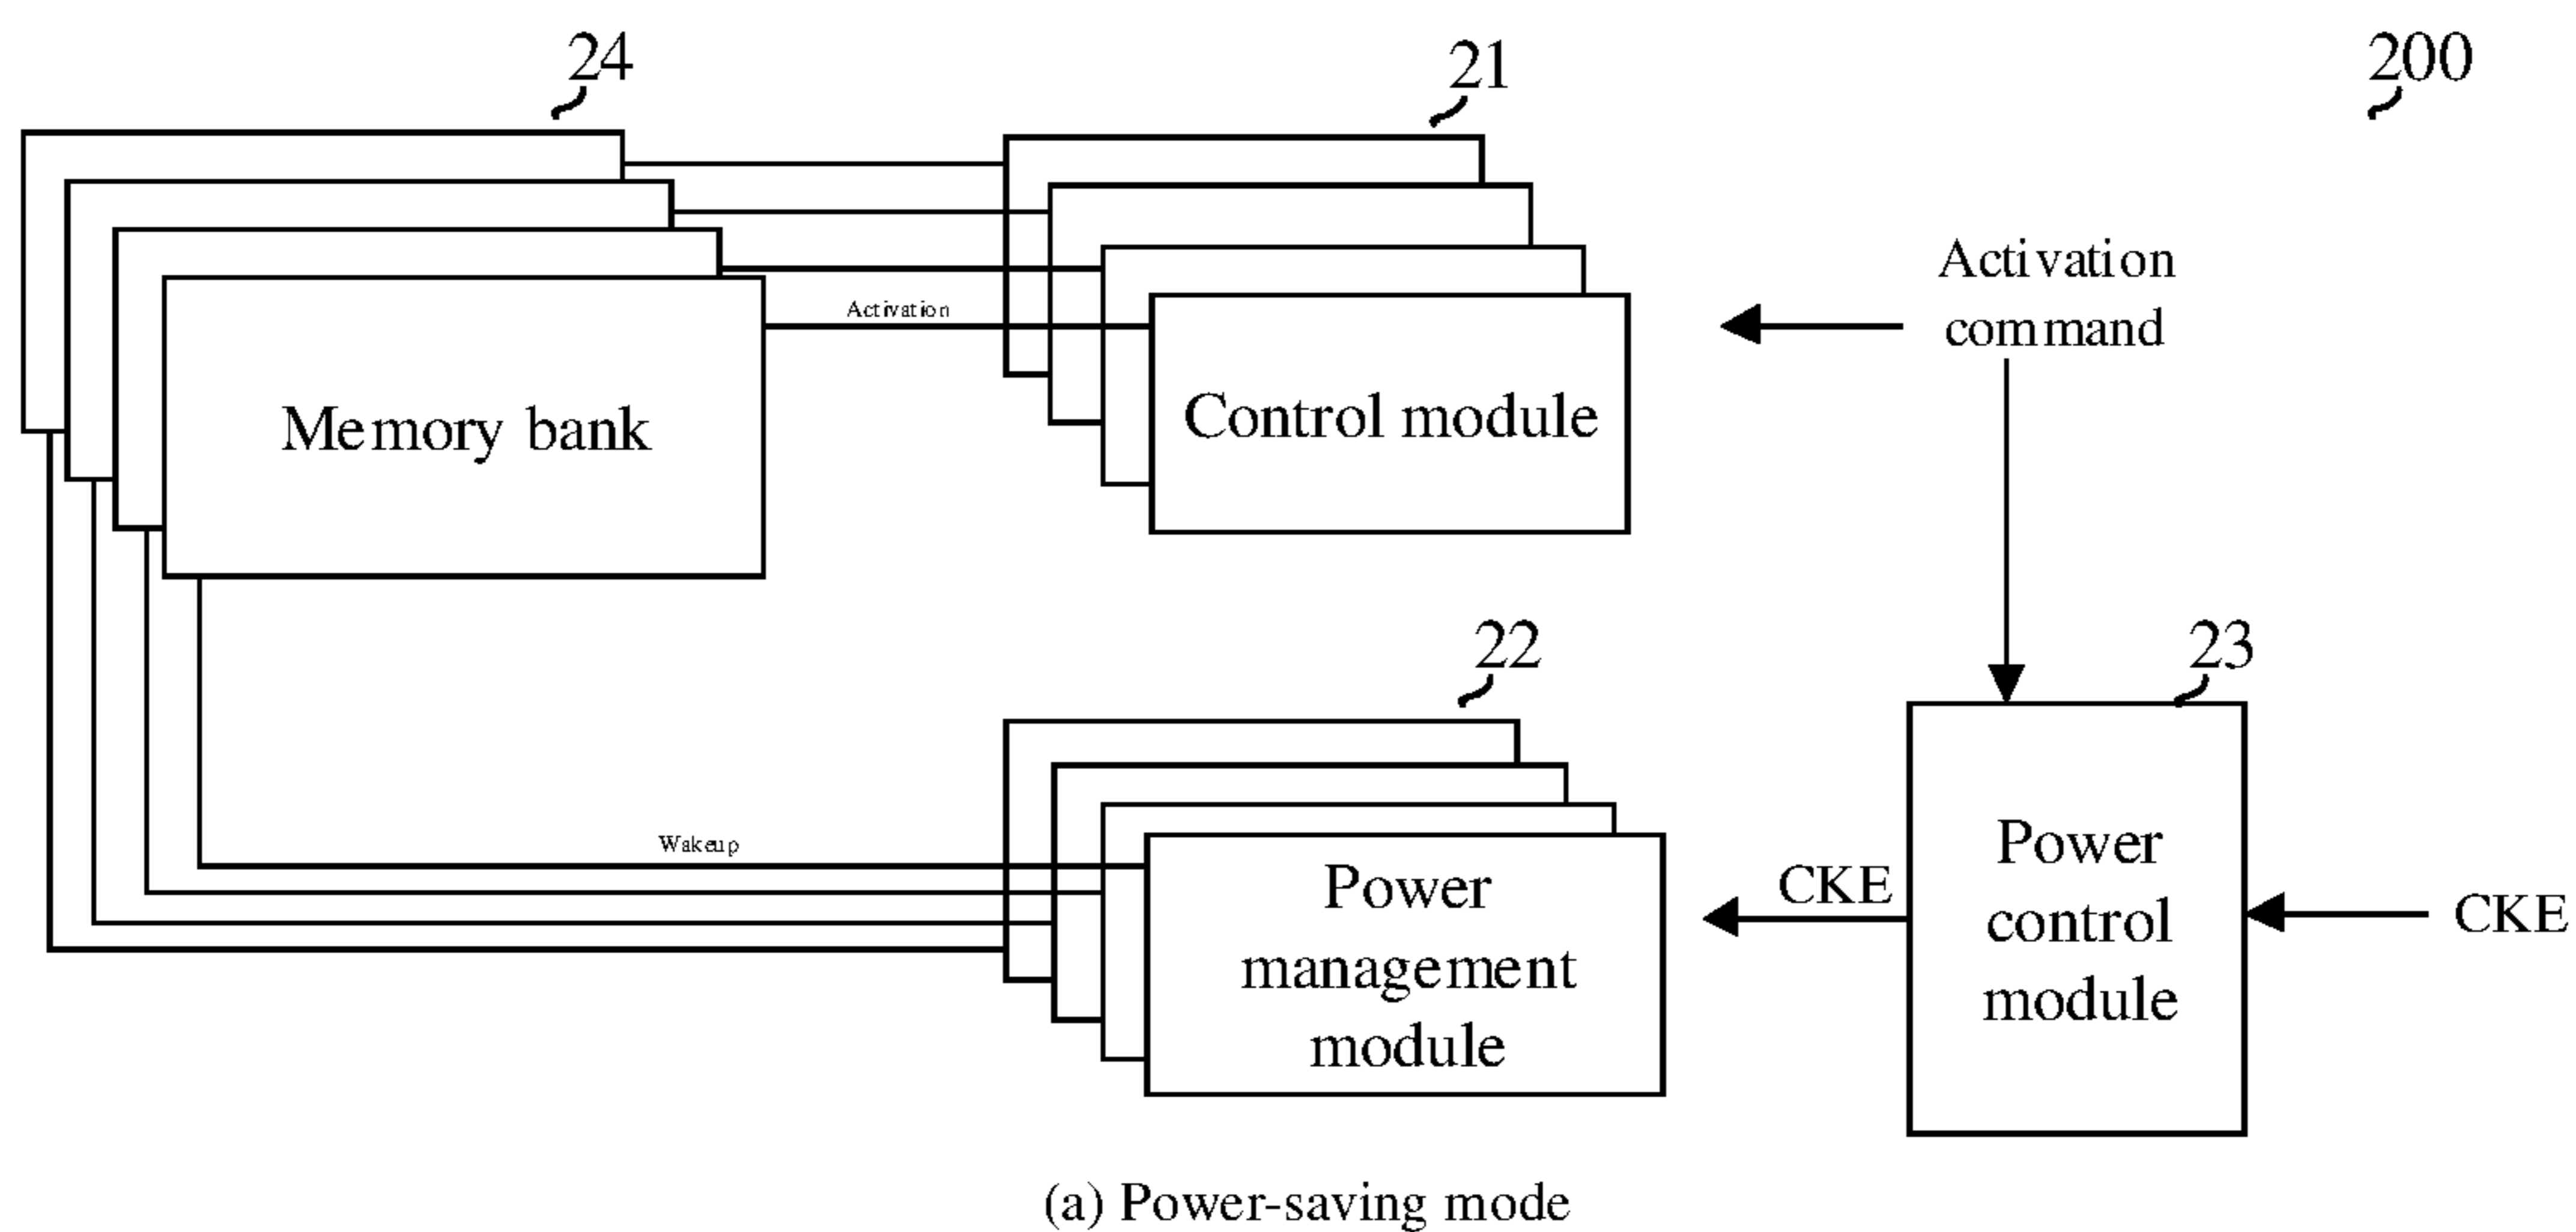 24
21
200
Activation
command
Activation
Memory bank
Control module
22
23
Wakeup
Power
management
module
CKE
Power
control
module
CKE
(a) Power-saving mode